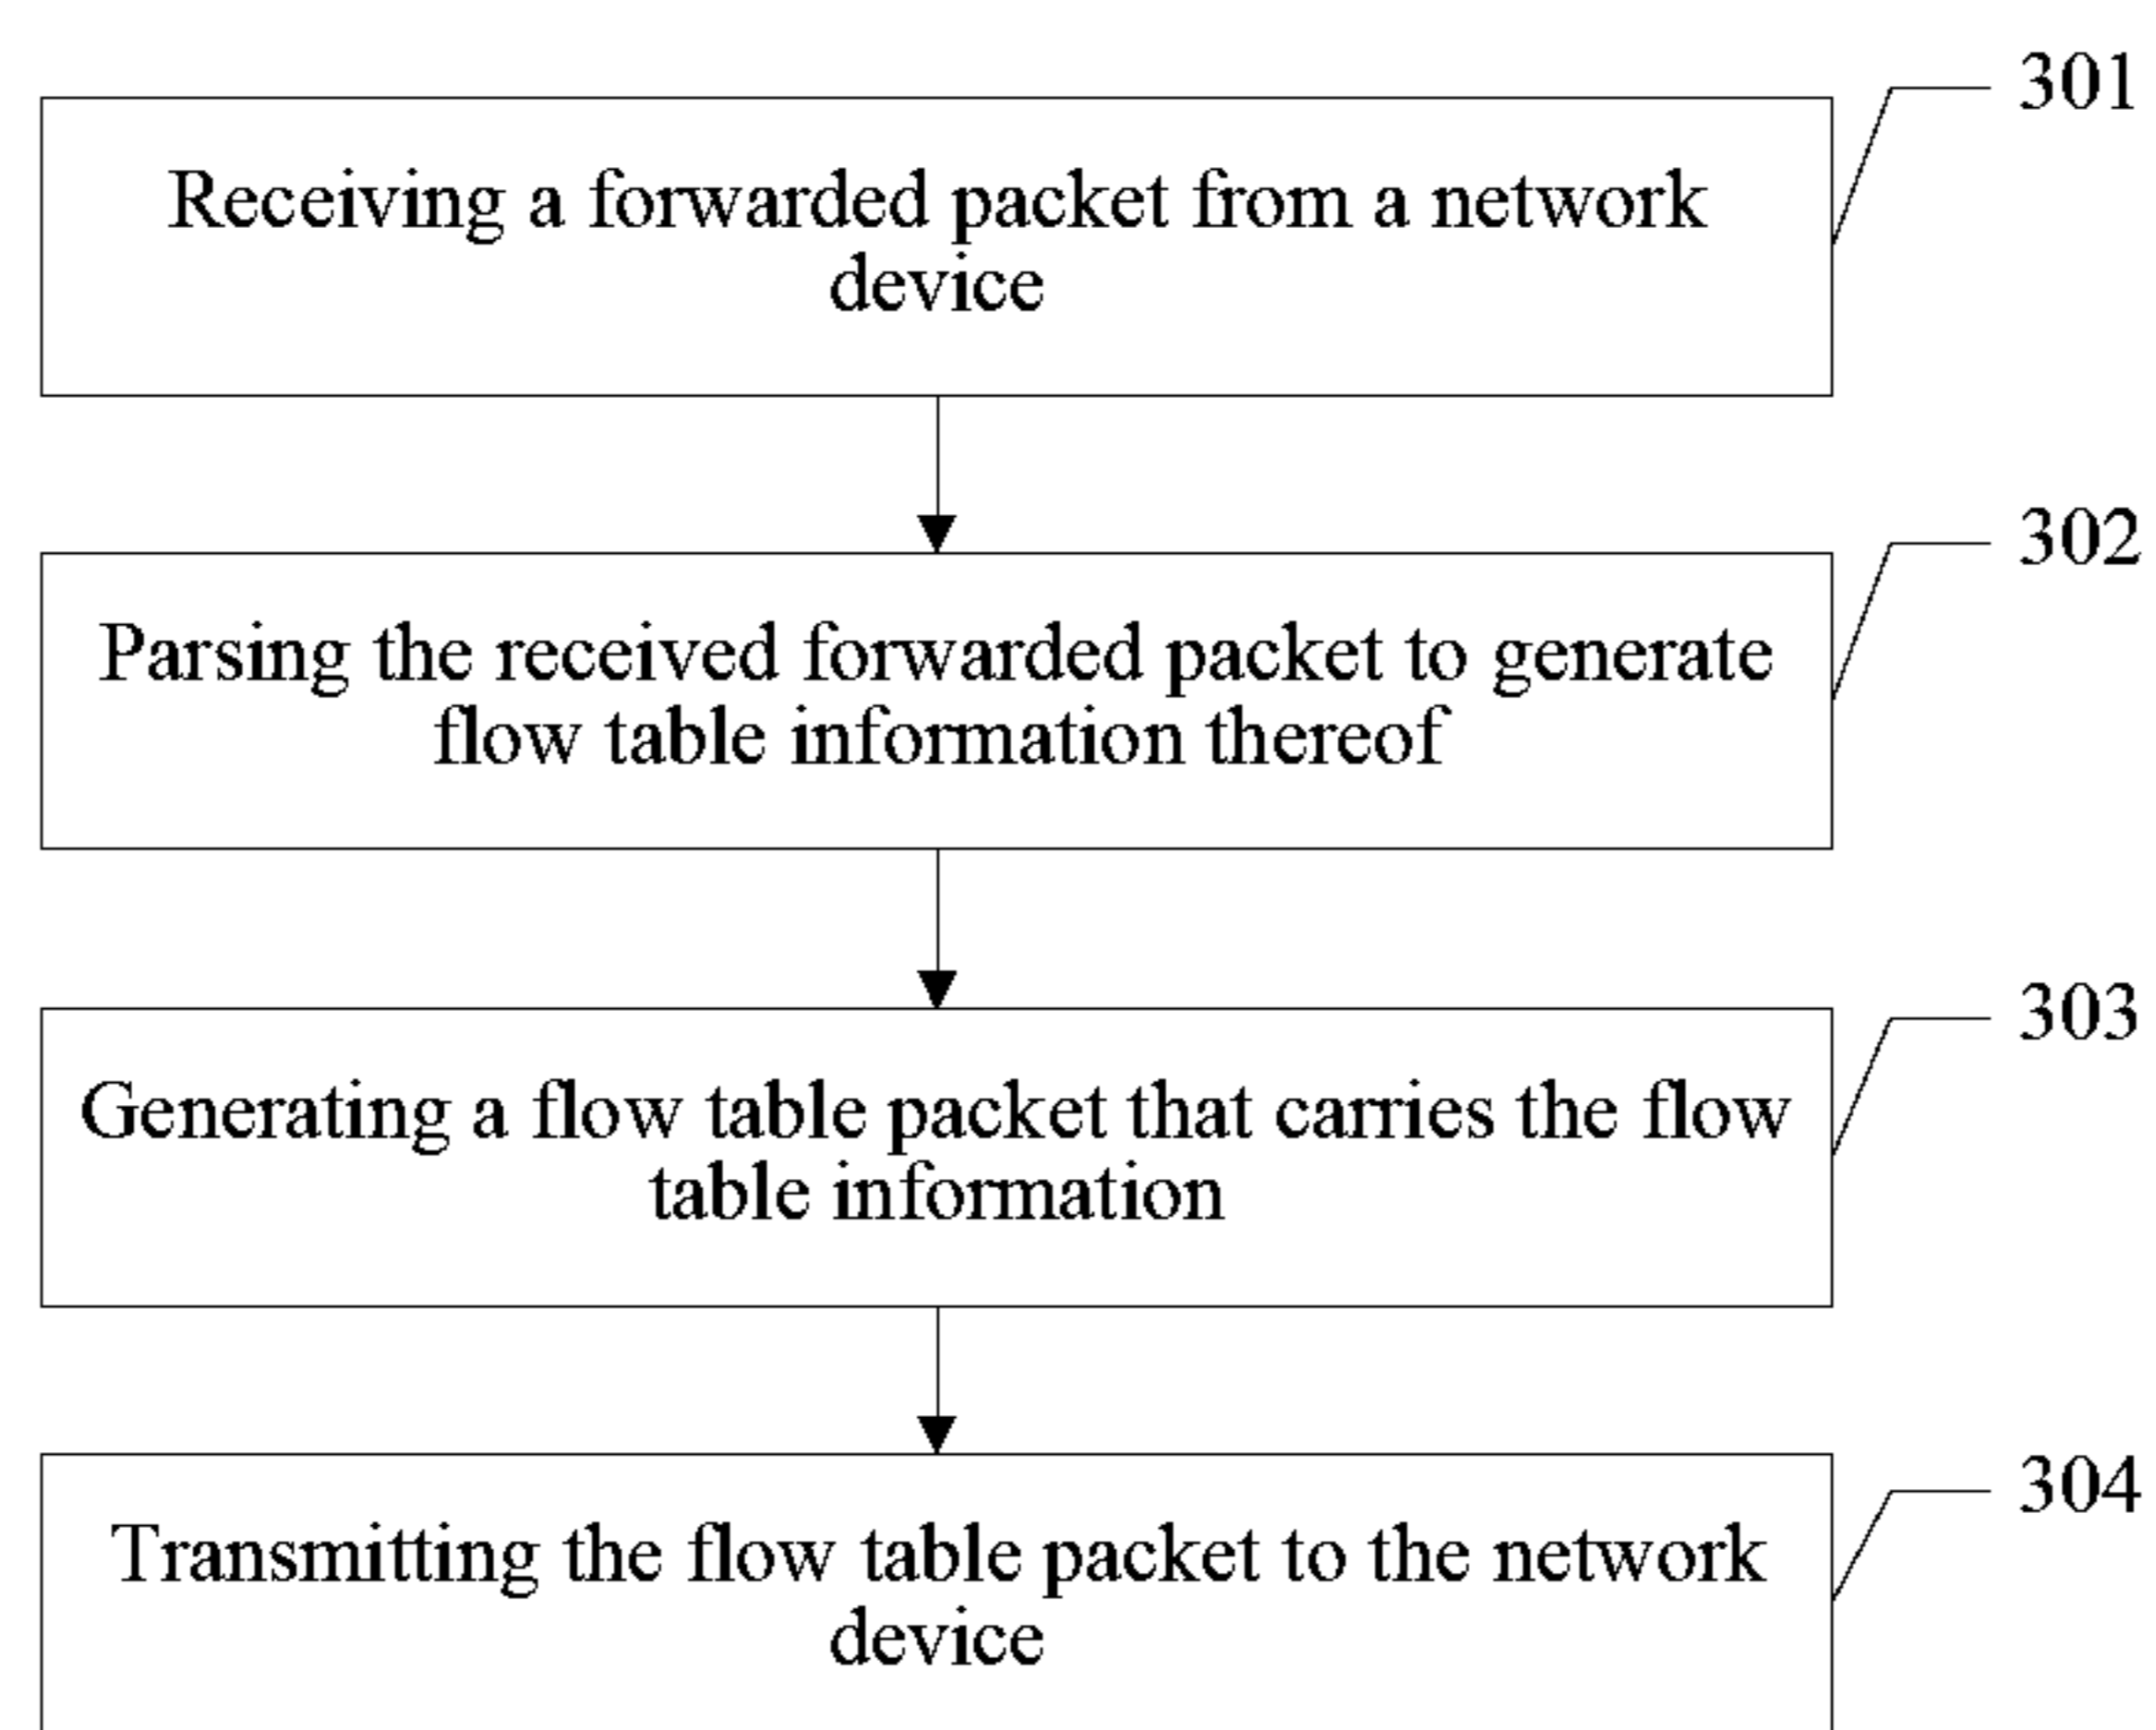 301
Receiving a forwarded packet from a network
device
302
Parsing the received forwarded packet to generate
flow table information thereof
303
Generating a flow table packet that carries the flow
table information
304
Transmitting the flow table packet to the network
device